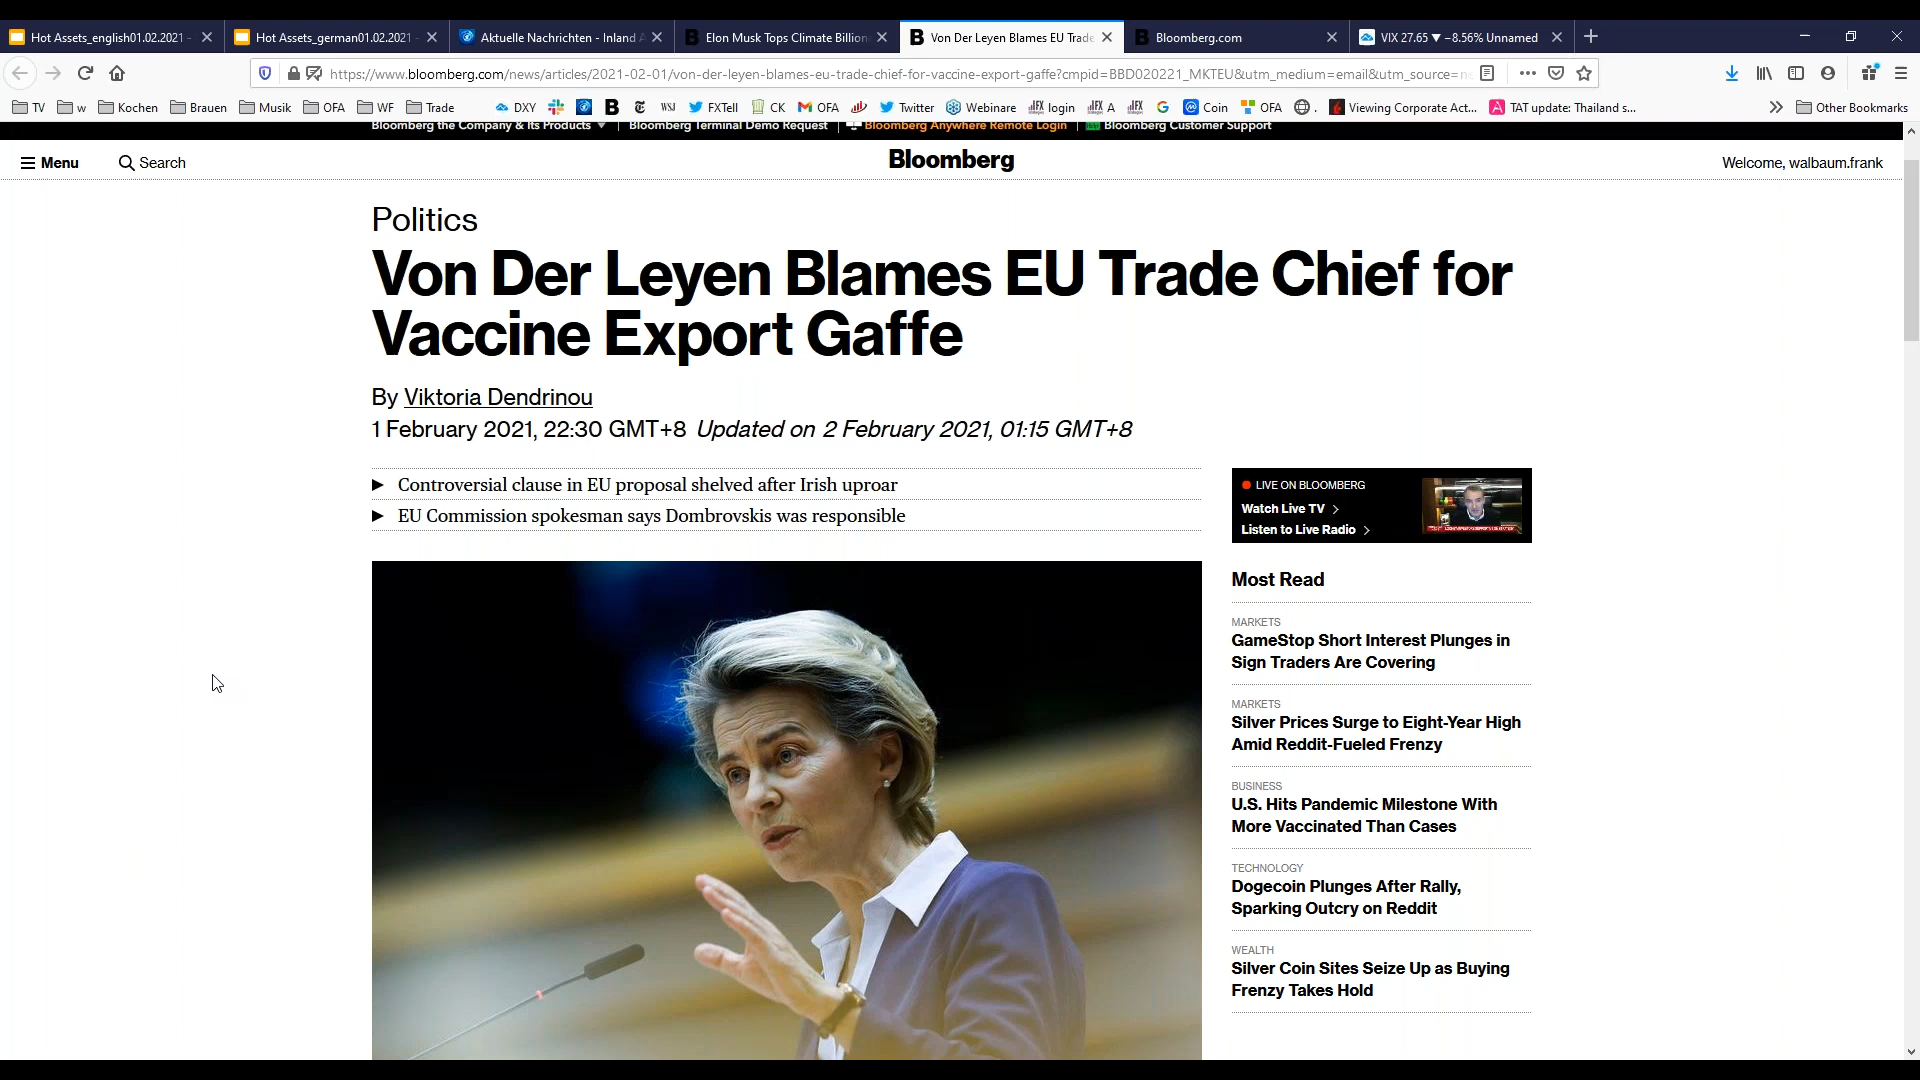 Hot Assets_english01.02.2021 -
Hot Assets_german01.02.2021 -
Aktuelle Nachrichten - Inland
Elon Musk Tops Climate Billion
Von Der Leyen Blames EU Trade
Bloomberg.com
VIX 27.65 ▼ −8.56% Unnamed
https://www.bloomberg.com/news/articles/2021-02-01/von-der-leyen-blames-eu-trade-chief-for-vaccine-export-gaffe?cmpid=BBD020221_MKTEU&utm_medium=email&utm_source=n
TV
w
Kochen
Brauen
Musik
OFA
WF
Trade
DXY
WSJ
FXTell
CK
OFA
Twitter
Webinare
login
A
Coin
OFA
.
Viewing Corporate Act...
TAT update: Thailand s...
Other Bookmarks
Bloomberg the Company & Its Products ▼
Bloomberg Terminal Demo Request
Bloomberg Anywhere Remote Login
Bloomberg Customer Support
Menu
Search
Bloomberg
Welcome, walbaum.frank
Politics
Von Der Leyen Blames EU Trade Chief for
Vaccine Export Gaffe
By Viktoria Dendrinou
1 February 2021, 22:30 GMT+8 Updated on 2 February 2021, 01:15 GMT+8
► Controversial clause in EU proposal shelved after Irish uproar
► EU Commission spokesman says Dombrovskis was responsible
LIVE ON BLOOMBERG
Watch Live TV >
Listen to Live Radio >
Most Read
MARKETS
GameStop Short Interest Plunges in
Sign Traders Are Covering
MARKETS
Silver Prices Surge to Eight-Year High
Amid Reddit-Fueled Frenzy
BUSINESS
U.S. Hits Pandemic Milestone With
More Vaccinated Than Cases
TECHNOLOGY
Dogecoin Plunges After Rally,
Sparking Outcry on Reddit
WEALTH
Silver Coin Sites Seize Up as Buying
Frenzy Takes Hold